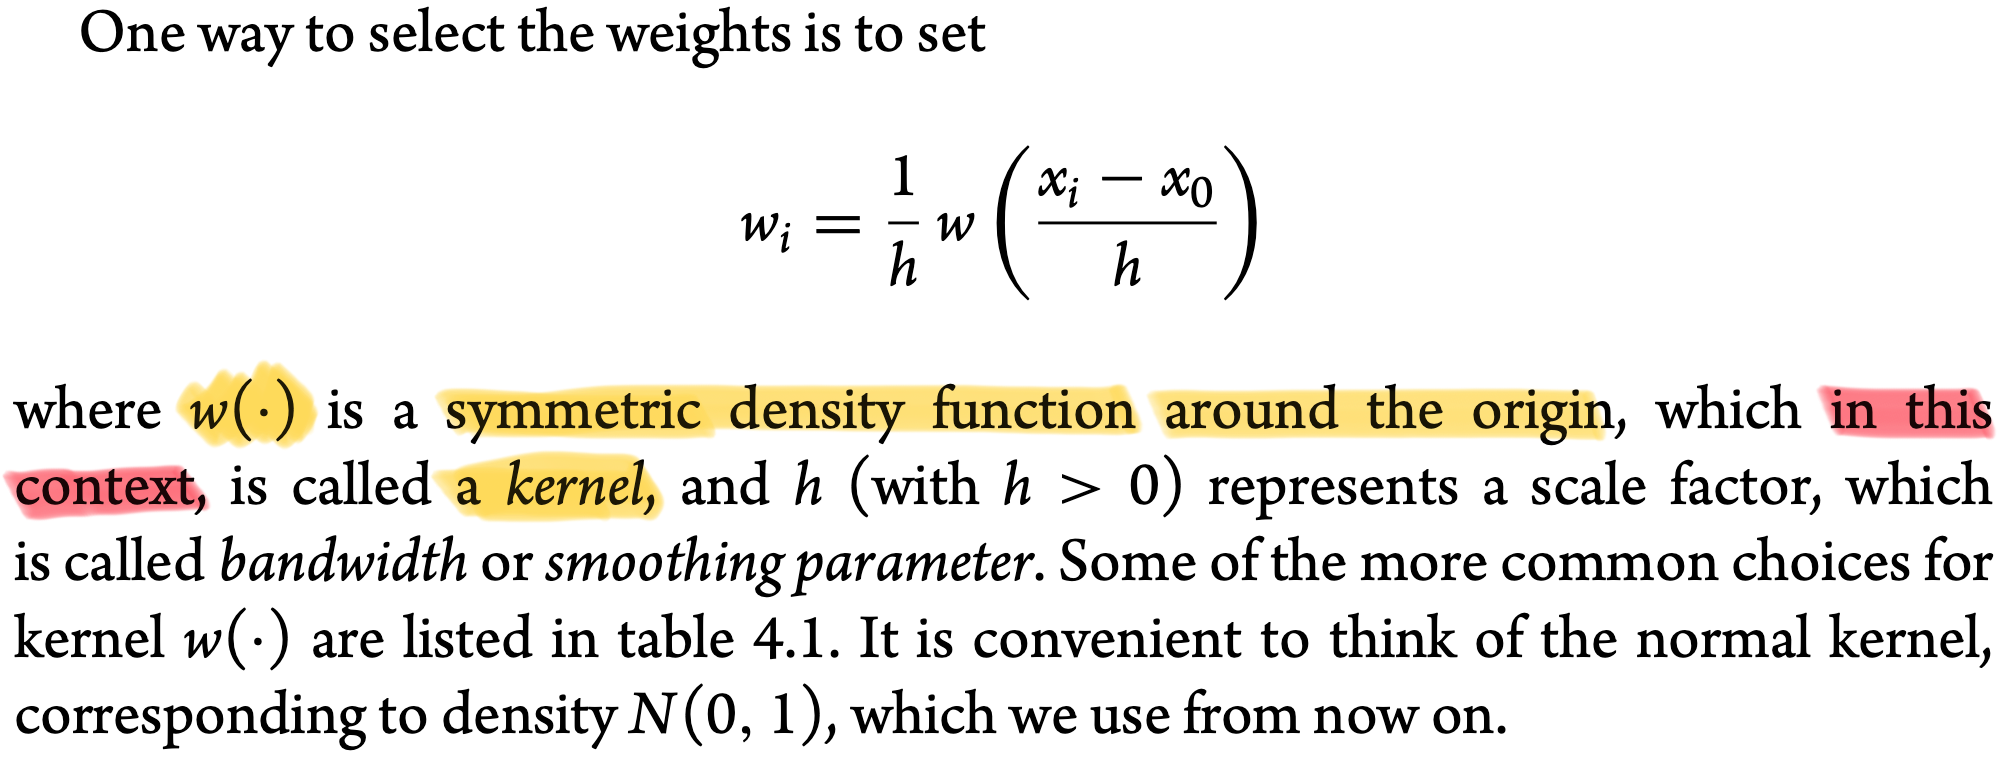 One way to select the weights is to set
w_i = \frac{1}{h} w \left( \frac{x_i − x_0}{h} \right)
where w(·) is a symmetric density function around the origin, which in this
context, is called a kernel, and h (with h > 0) represents a scale factor, which
is called bandwidth or smoothing parameter. Some of the more common choices for
kernel w(·) are listed in table 4.1. It is convenient to think of the normal kernel,
corresponding to density N(0, 1), which we use from now on.